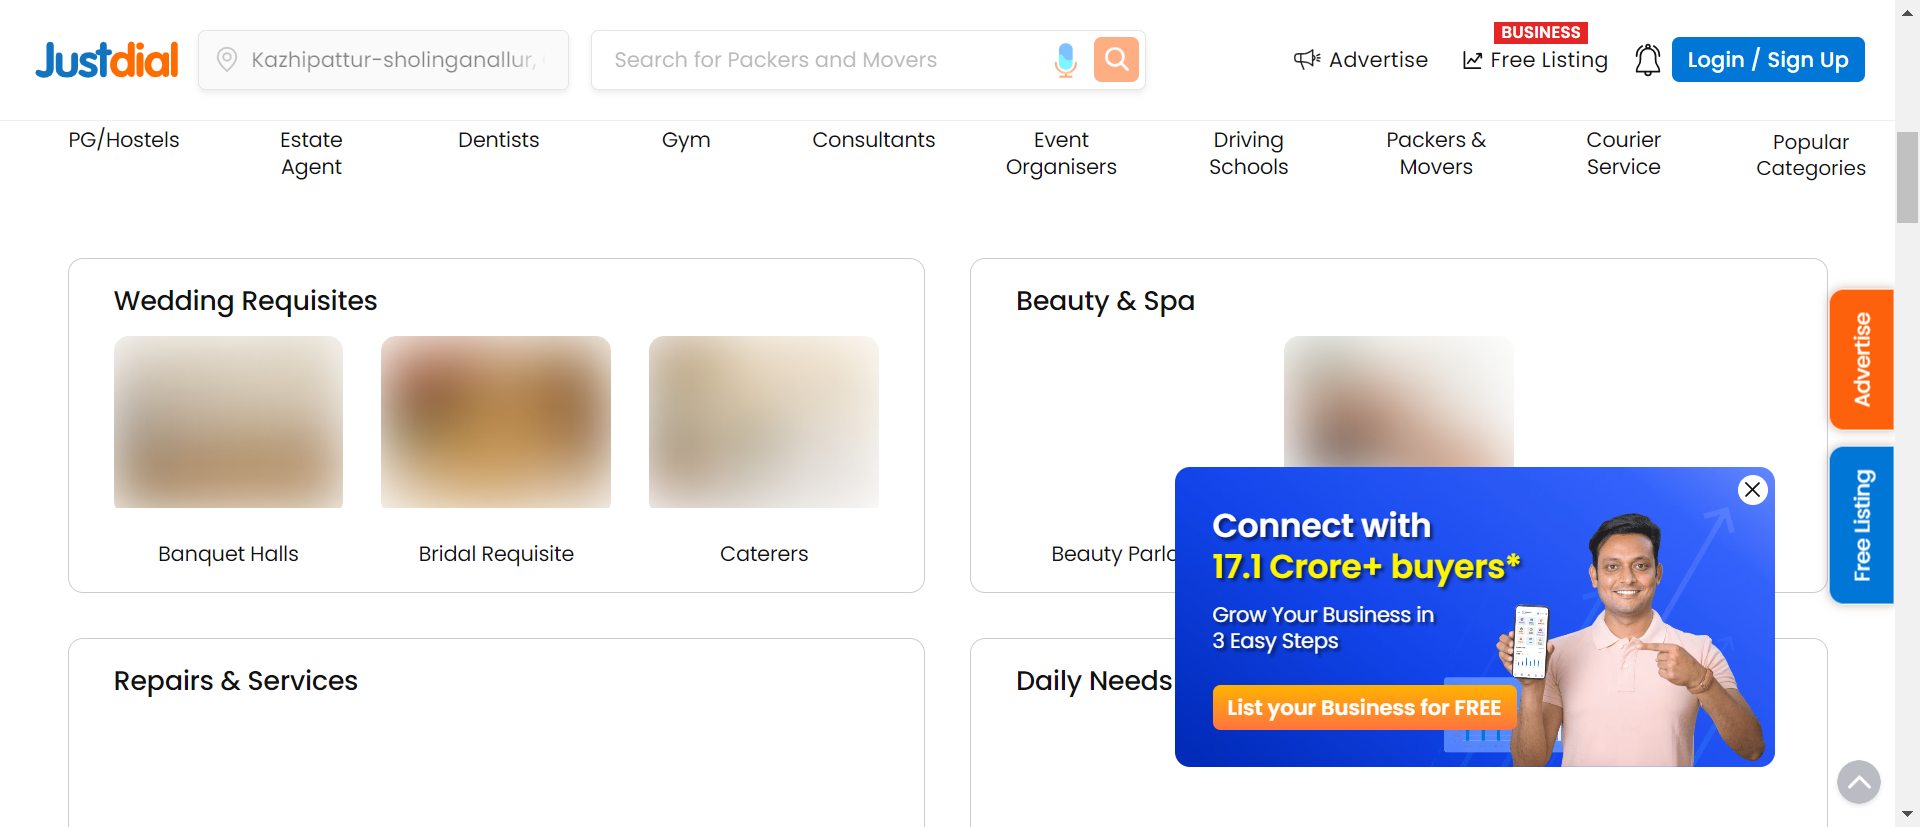 Justdial
Kazhipattur-sholinganallur,
Search for Packers and Movers
Advertise
BUSINESS
Free Listing
Login / Sign Up
PG/Hostels
Estate
Agent
Dentists
Gym
Consultants
Event
Organisers
Driving
Schools
Packers &
Movers
Courier
Service
Popular
Categories
Wedding Requisites
Banquet Halls
Bridal Requisite
Caterers
Beauty & Spa
Beauty Parlo
Connect with
17.1 Crore+ buyers*
Grow Your Business in
3 Easy Steps
List your Business for FREE
Advertise
Free Listing
Repairs & Services
Daily Needs